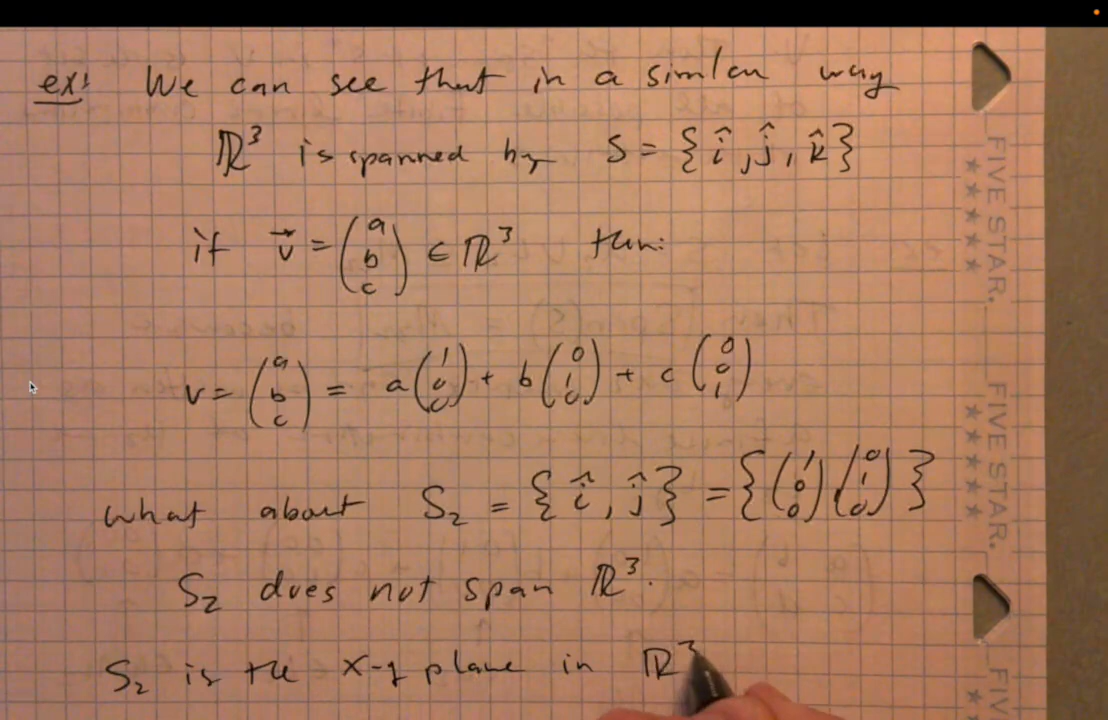 ex: We can see that in a similar way
ℝ³ is spanned by S = { î, ĵ, k̂ }
if v⃗ = (a b c) ∈ ℝ³ then:
v = (a b c) = a(1 0 0) + b(0 1 0) + c(0 0 1)
what about S₂ = { î, ĵ } = { (1 0 0) (0 1 0) }
S₂ does not span ℝ³.
S₂ is the x-y plane in ℝ³
FIVE STAR.
FIVE STAR.
FIV